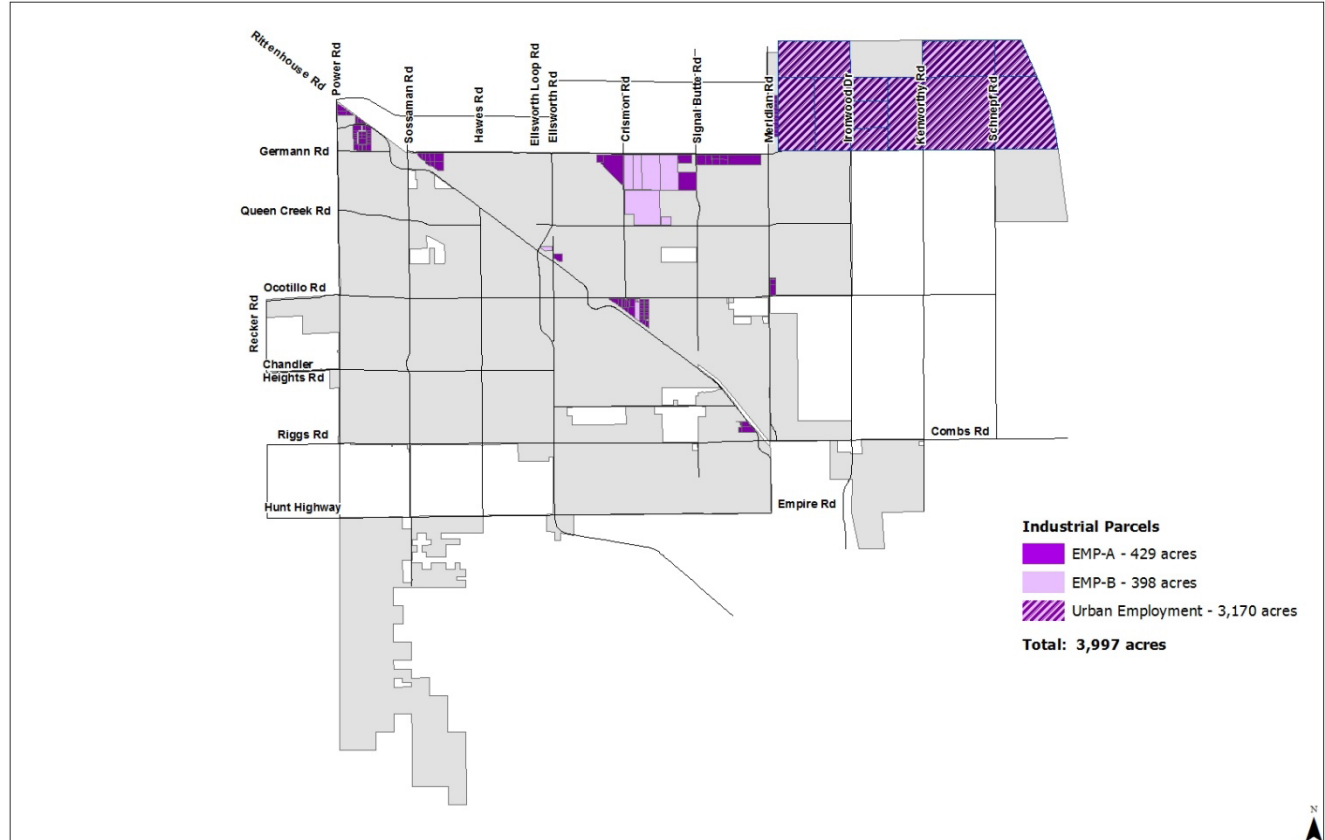 Rittenhouse Rd
Power Rd
Sossaman Rd
Hawes Rd
Ellsworth Loop Rd
Ellsworth Rd
Crismon Rd
Signal Butte Rd
Meridian Rd
Ironwood Dr
Kenworthy Rd
Schnepf Rd
Germann Rd
Queen Creek Rd
Ocotillo Rd
Recker Rd
Chandler
Heights Rd
Riggs Rd
Combs Rd
Hunt Highway
Empire Rd
Industrial Parcels
EMP-A - 429 acres
EMP-B - 398 acres
Urban Employment - 3,170 acres
Total: 3,997 acres
N